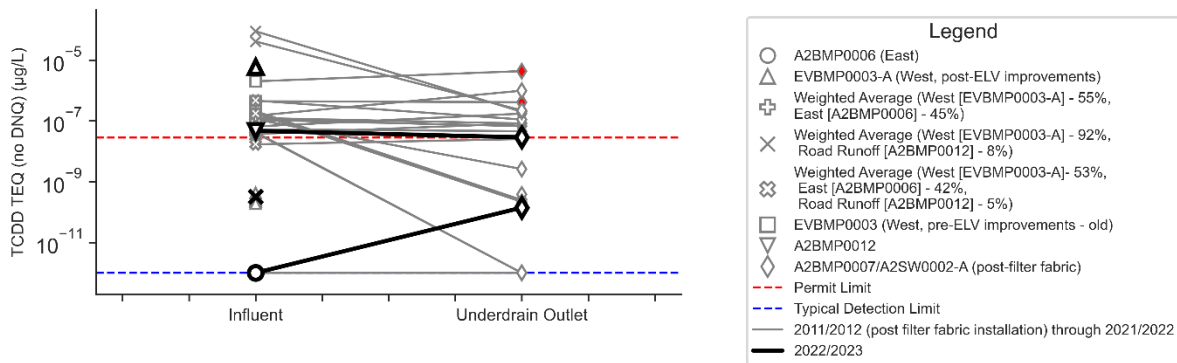 TCDD TEQ (no DNQ) (µg/L)
10⁻⁵
10⁻⁷
10⁻⁹
10⁻¹¹
Influent
Underdrain Outlet
Legend
A2BMP0006 (East)
EVBMP0003-A (West, post-ELV improvements)
Weighted Average (West [EVBMP0003-A] - 55%,
East [A2BMP0006] - 45%)
Weighted Average (West [EVBMP0003-A] - 92%,
Road Runoff [A2BMP0012] - 8%)
Weighted Average (West [EVBMP0003-A]- 53%,
East [A2BMP0006] - 42%,
Road Runoff [A2BMP0012] - 5%)
EVBMP0003 (West, pre-ELV improvements - old)
A2BMP0012
A2BMP0007/A2SW0002-A (post-filter fabric)
Permit Limit
Typical Detection Limit
2011/2012 (post filter fabric installation) through 2021/2022
2022/2023